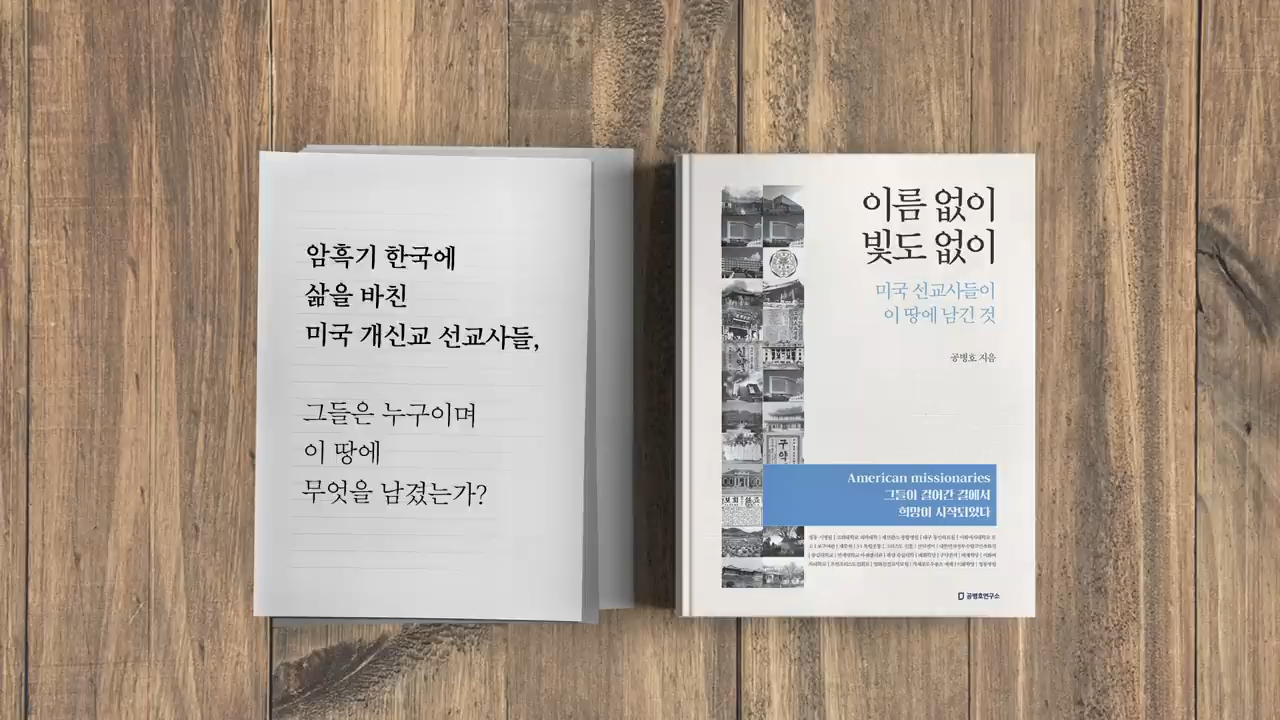 암흑기 한국에
삶을 바친
미국 개신교 선교사들,
그들은 누구이며
이 땅에
무엇을 남겼는가?
이름 없이
빛도 없이
미국 선교사들이
이 땅에 남긴 것
공병호 지음
구약
American missionaries
그들이 걸어간 길에서
희망이 시작되었다
공병호연구소